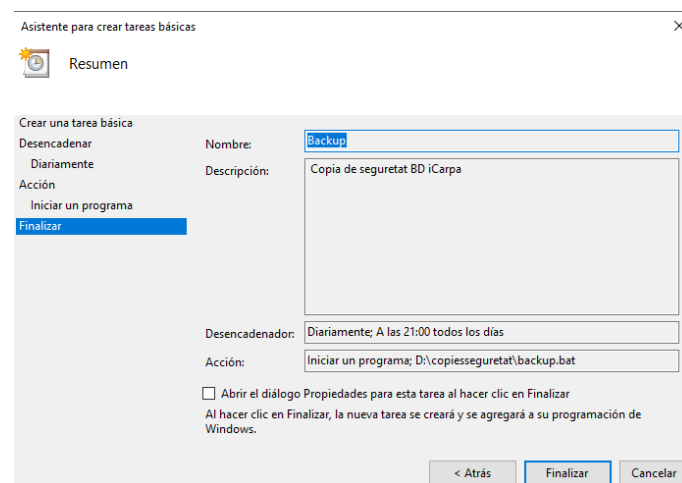 Asistente para crear tareas básicas
Resumen
Crear una tarea básica
Desencadenar
Diariamente
Acción
Iniciar un programa
Finalizar
Nombre: Backup
Descripción: Copia de seguretat BD iCarpa
Desencadenador: Diariamente; A las 21:00 todos los días
Acción: Iniciar un programa; D:\copiesseguretat\backup.bat
Abrir el diálogo Propiedades para esta tarea al hacer clic en Finalizar
Al hacer clic en Finalizar, la nueva tarea se creará y se agregará a su programación de
Windows.
< Atrás Finalizar Cancelar